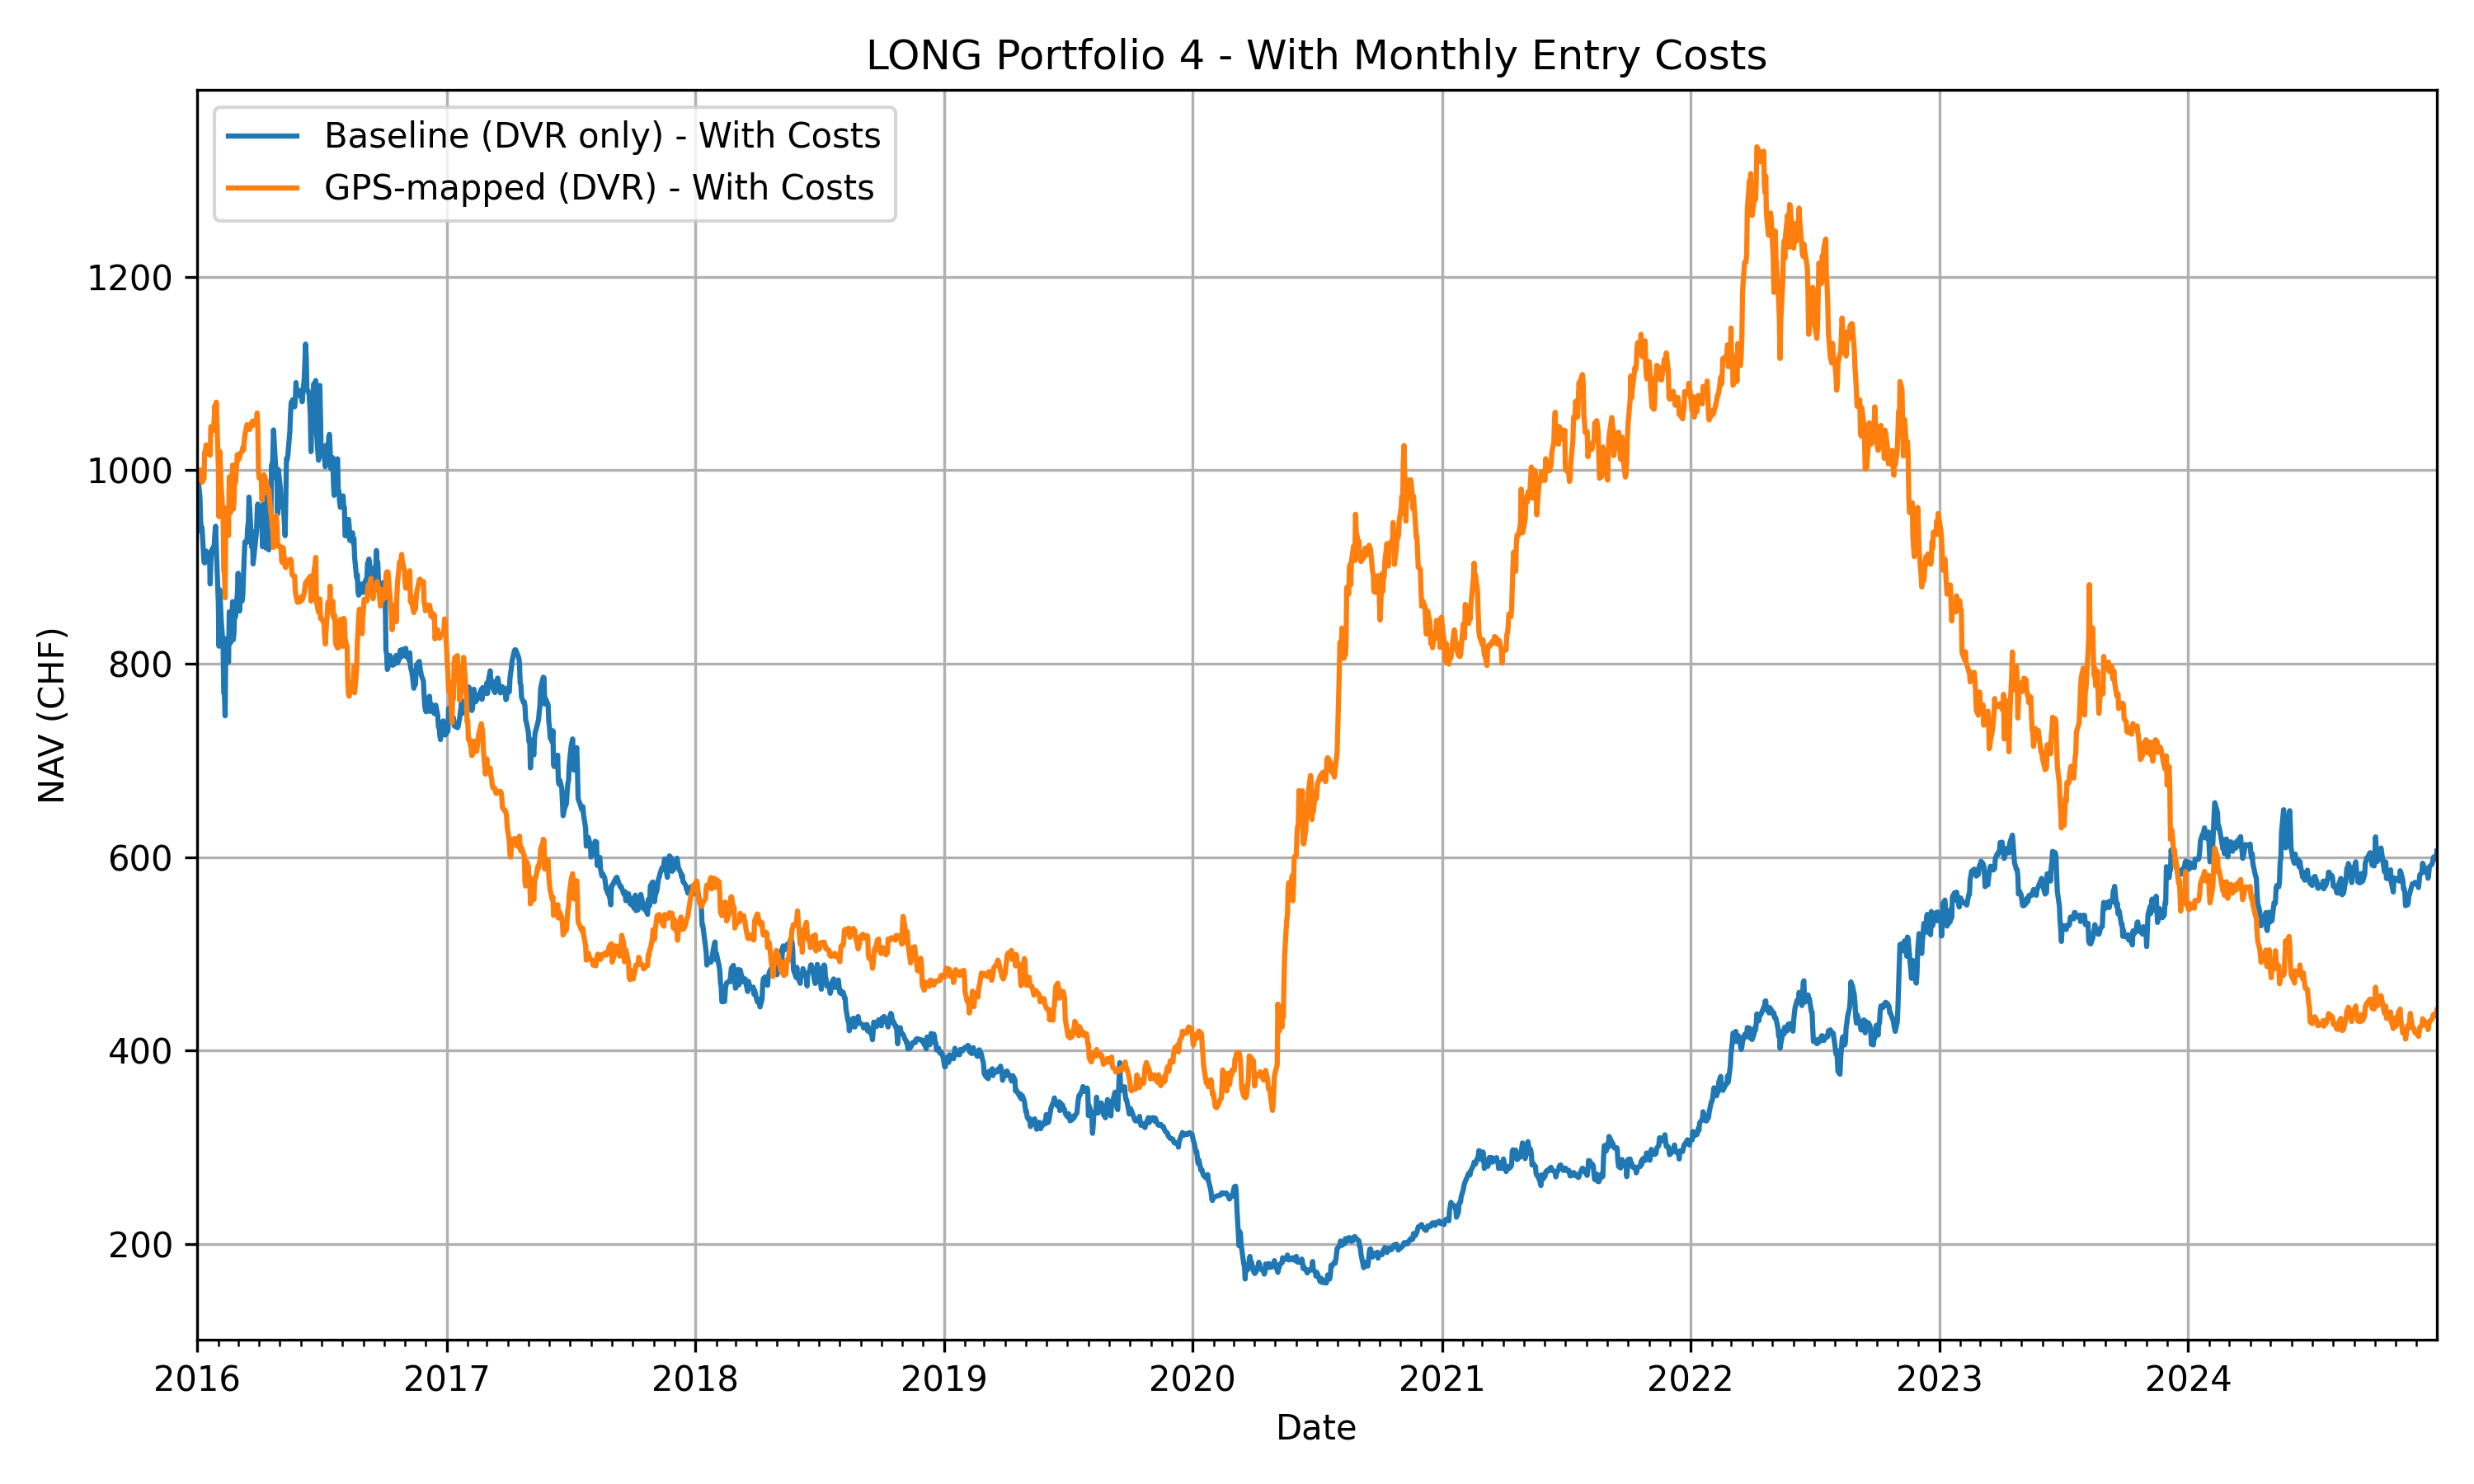 LONG Portfolio 4 - With Monthly Entry Costs
Baseline (DVR only) - With Costs
GPS-mapped (DVR) - With Costs
NAV (CHF)
1200
1000
800
600
400
200
2016 2017 2018 2019 2020 2021 2022 2023 2024
Date